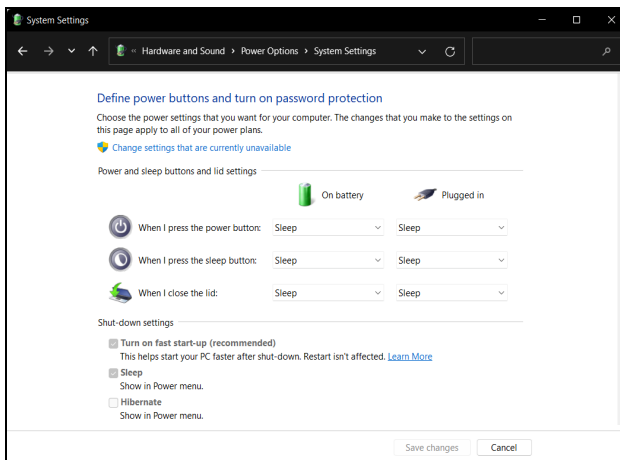 System Settings
« Hardware and Sound › Power Options › System Settings
Define power buttons and turn on password protection
Choose the power settings that you want for your computer. The changes that you make to the settings on
this page apply to all of your power plans.
Change settings that are currently unavailable
Power and sleep buttons and lid settings
On battery Plugged in
When I press the power button: Sleep Sleep
When I press the sleep button: Sleep Sleep
When I close the lid: Sleep Sleep
Shut-down settings
Turn on fast start-up (recommended)
This helps start your PC faster after shut-down. Restart isn't affected. Learn More
Sleep
Show in Power menu.
Hibernate
Show in Power menu.
Save changes Cancel